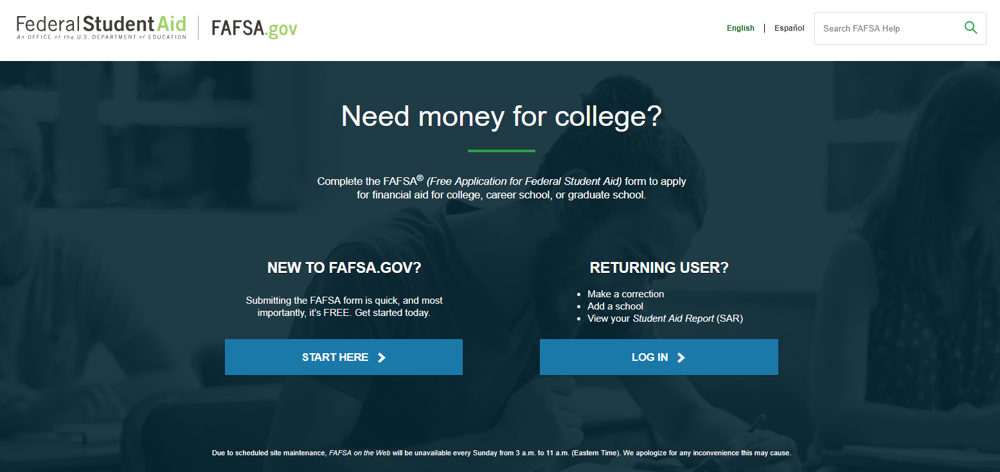 Federal Student Aid
An OFFICE of the U.S. DEPARTMENT of EDUCATION
FAFSA.gov
English | Español
Search FAFSA Help
Need money for college?
Complete the FAFSA® (Free Application for Federal Student Aid) form to apply
for financial aid for college, career school, or graduate school.
NEW TO FAFSA.GOV?
Submitting the FAFSA form is quick, and most
importantly, it’s FREE. Get started today.
START HERE
RETURNING USER?
• Make a correction
• Add a school
• View your Student Aid Report (SAR)
LOG IN
Due to scheduled site maintenance, FAFSA on the Web will be unavailable every Sunday from 3 a.m. to 11 a.m. (Eastern Time). We apologize for any inconvenience this may cause.